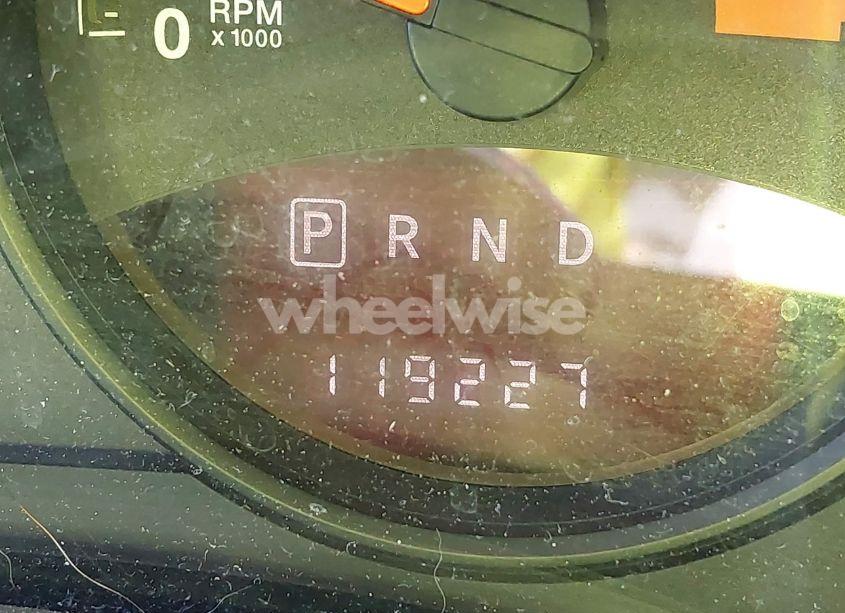 0 RPM
x 1000
P R N D
wheelwise
119227